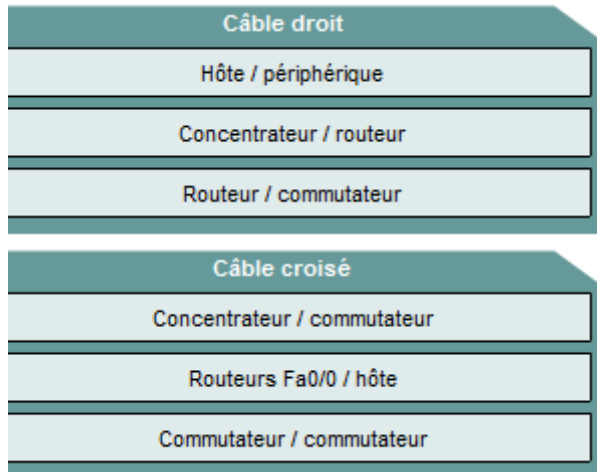 Câble droit
Hôte / périphérique
Concentrateur / routeur
Routeur / commutateur
Câble croisé
Concentrateur / commutateur
Routeurs Fa0/0 / hôte
Commutateur / commutateur